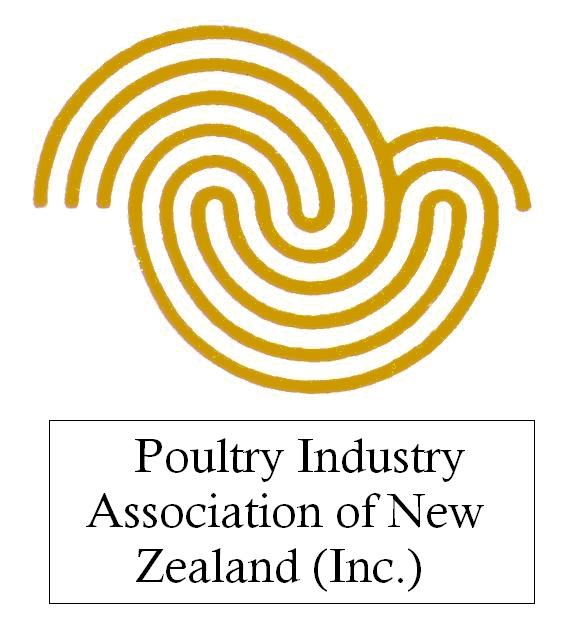 Poultry Industry
Association of New
Zealand (Inc.)